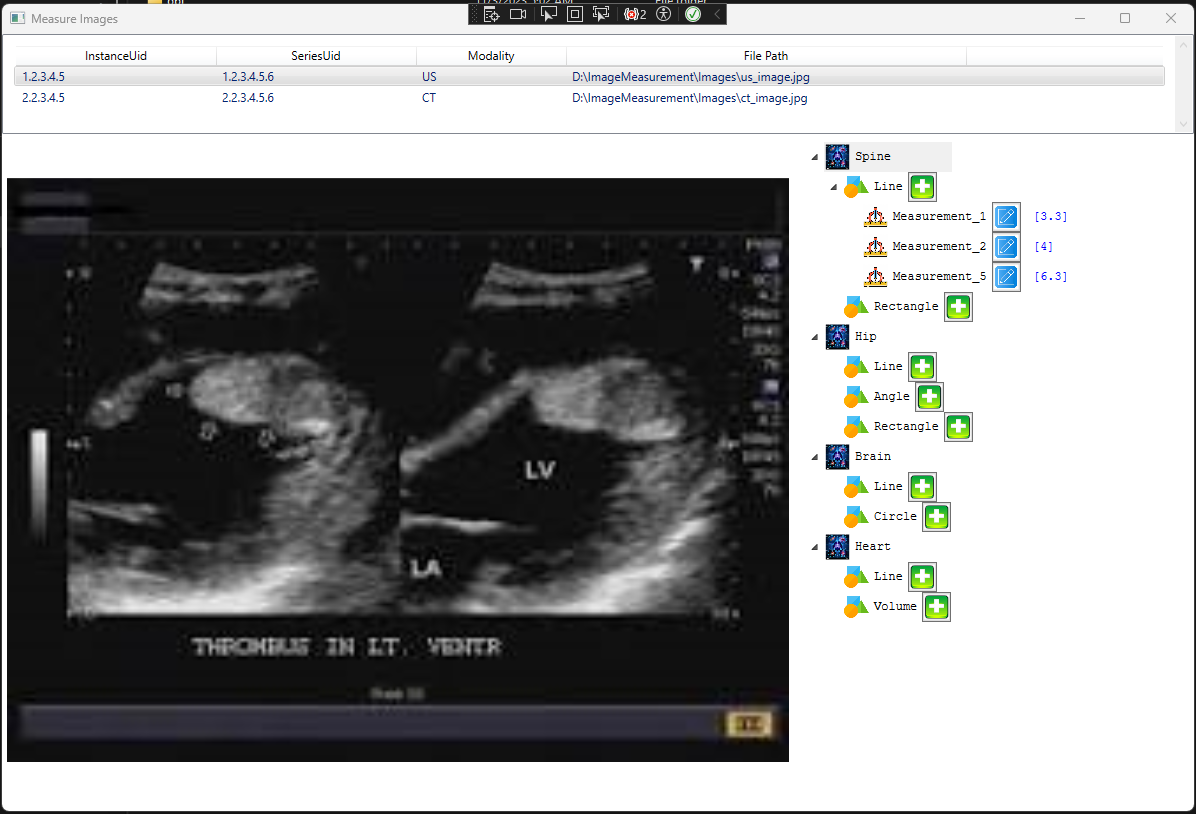 Measure Images
2
InstanceUid SeriesUid Modality File Path
1.2.3.4.5 1.2.3.4.5.6 US D:\ImageMeasurement\Images\us_image.jpg
2.2.3.4.5 2.2.3.4.5.6 CT D:\ImageMeasurement\Images\ct_image.jpg
LV
LA
THROMBUS IN LT. VENTR
Spine
Line
Measurement_1 [3.3]
Measurement_2 [4]
Measurement_5 [6.3]
Rectangle
Hip
Line
Angle
Rectangle
Brain
Line
Circle
Heart
Line
Volume